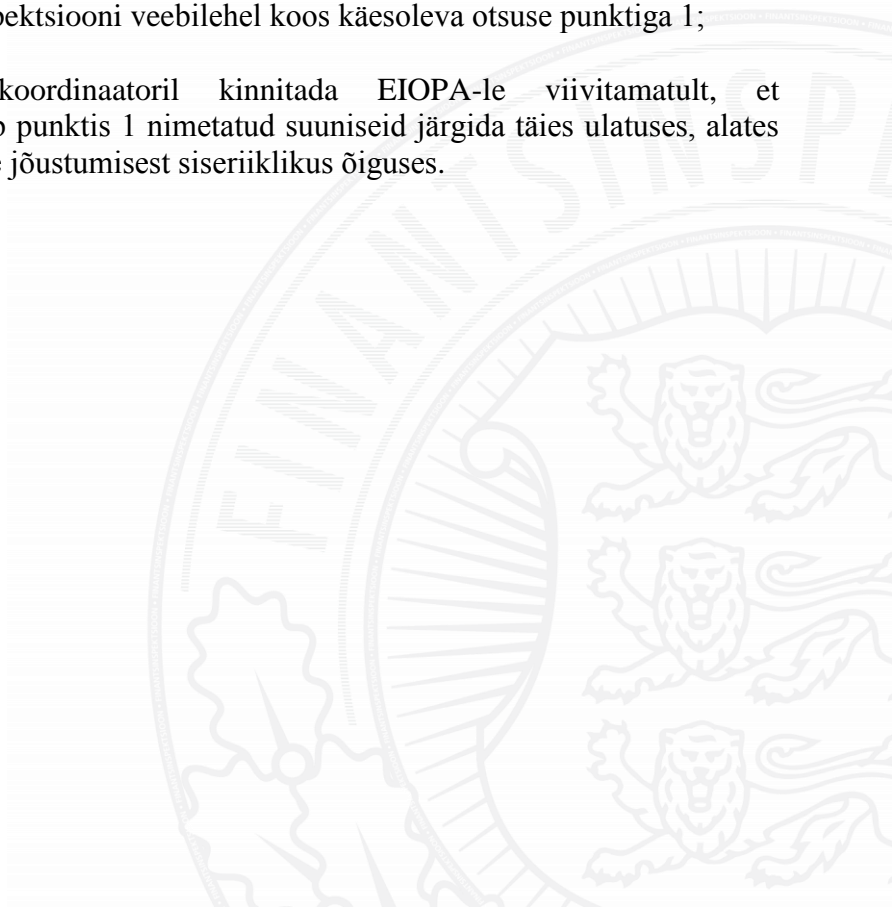 pektsiooni veebilehel koos käesoleva otsuse punktiga 1;
koordinaatoril kinnitada EIOPA-le viivitamatult, et
punktis 1 nimetatud suuniseid järgida täies ulatuses, alates
jõustumisest siseriiklikus õiguses.
FINANTSINSP